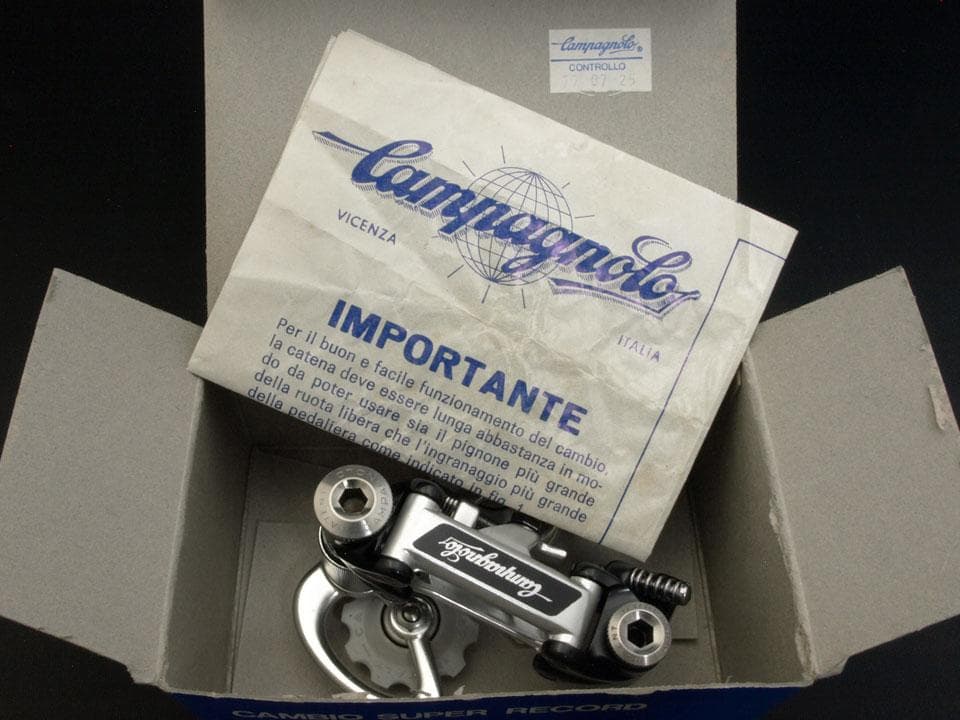 Campagnolo®
CONTROLLO
Campagnolo
VICENZA
ITALIA
IMPORTANTE
Per il buon e facile funzionamento del cambio,
la catena deve essere lunga abbastanza in mo-
do da poter usare sia il pignone più grande
della ruota libera che l'ingranaggio più grande
della pedaliera come indicato in fig. 1
Campagnolo
CAMBIO SUPER RECORD